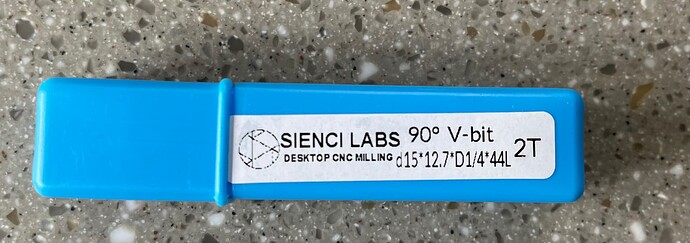 SIENCI LABS 90° V-bit
DESKTOP CNC MILLING d15*12.7*D1/4*44L 2T